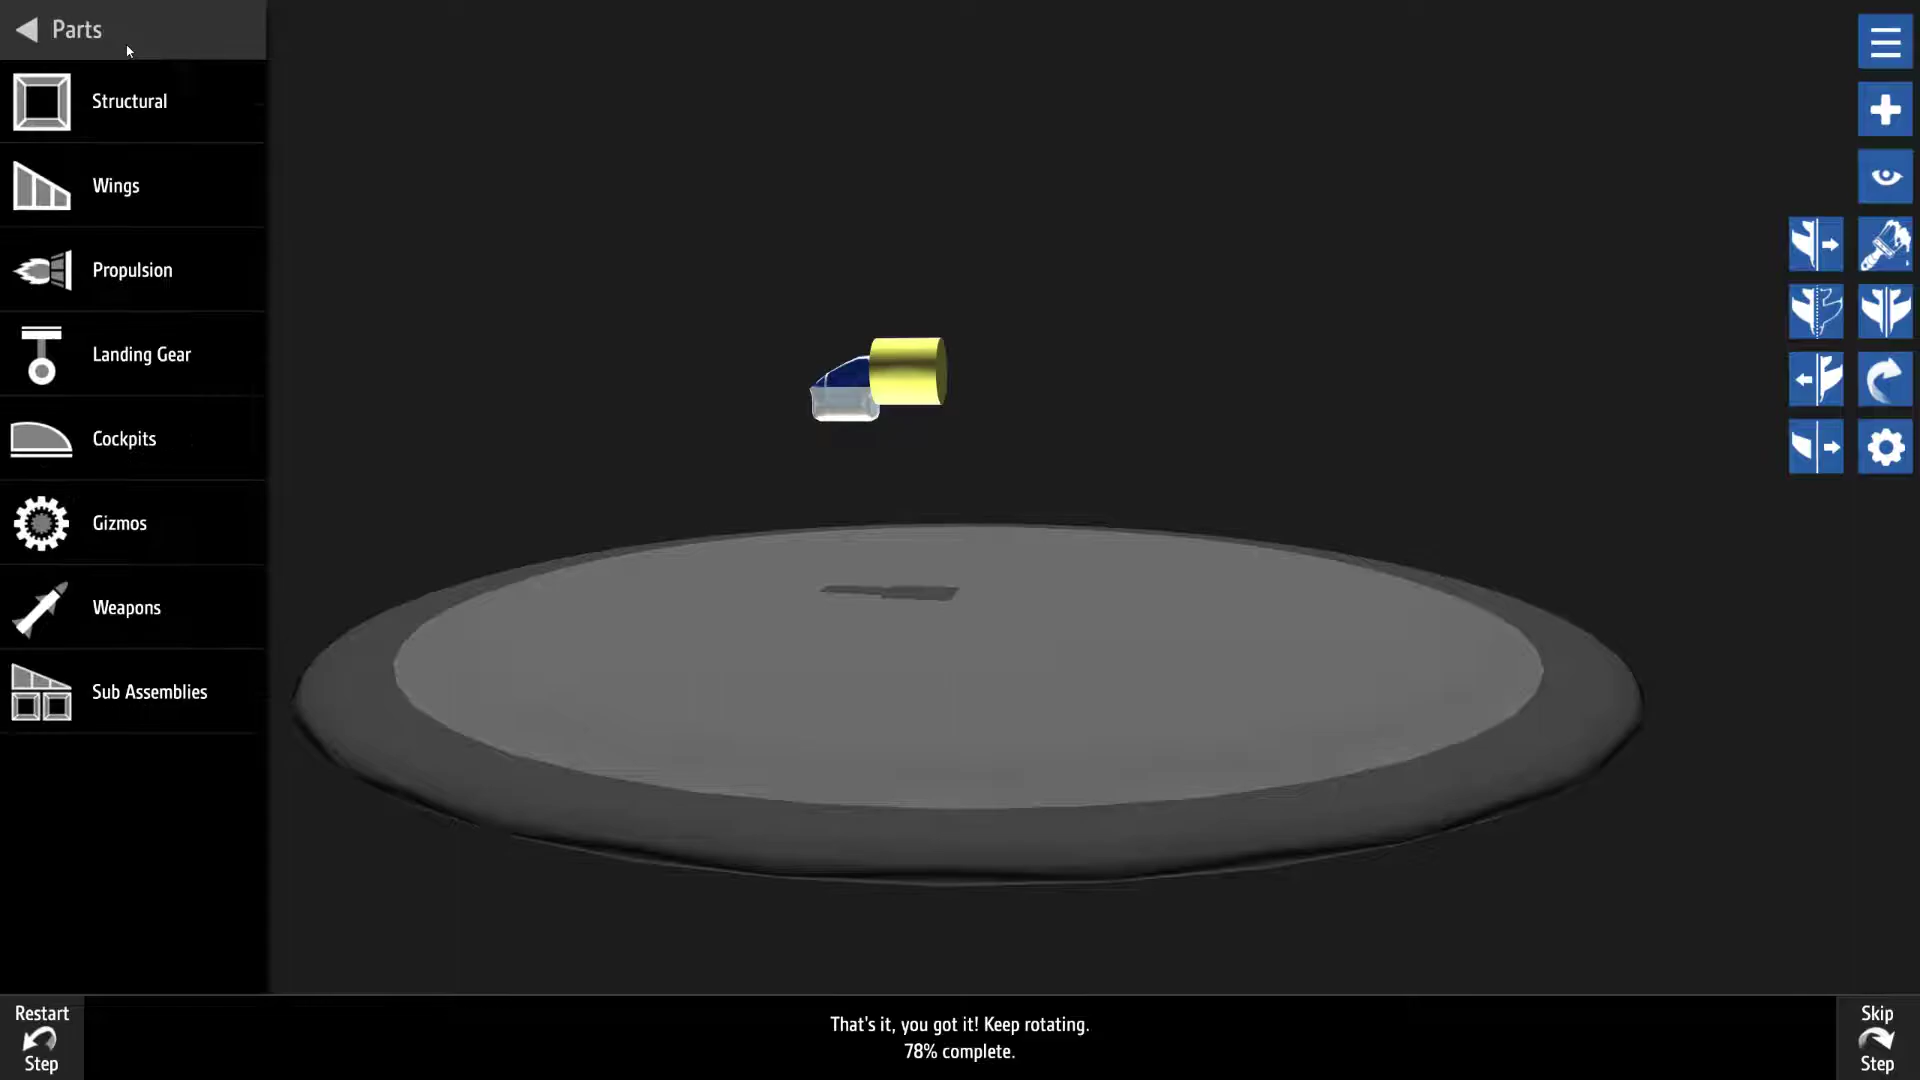 Parts
Structural
Wings
Propulsion
Landing Gear
Cockpits
Gizmos
Weapons
Sub Assemblies
Restart
Step
That's it, you got it! Keep rotating.
78% complete.
Skip
Step